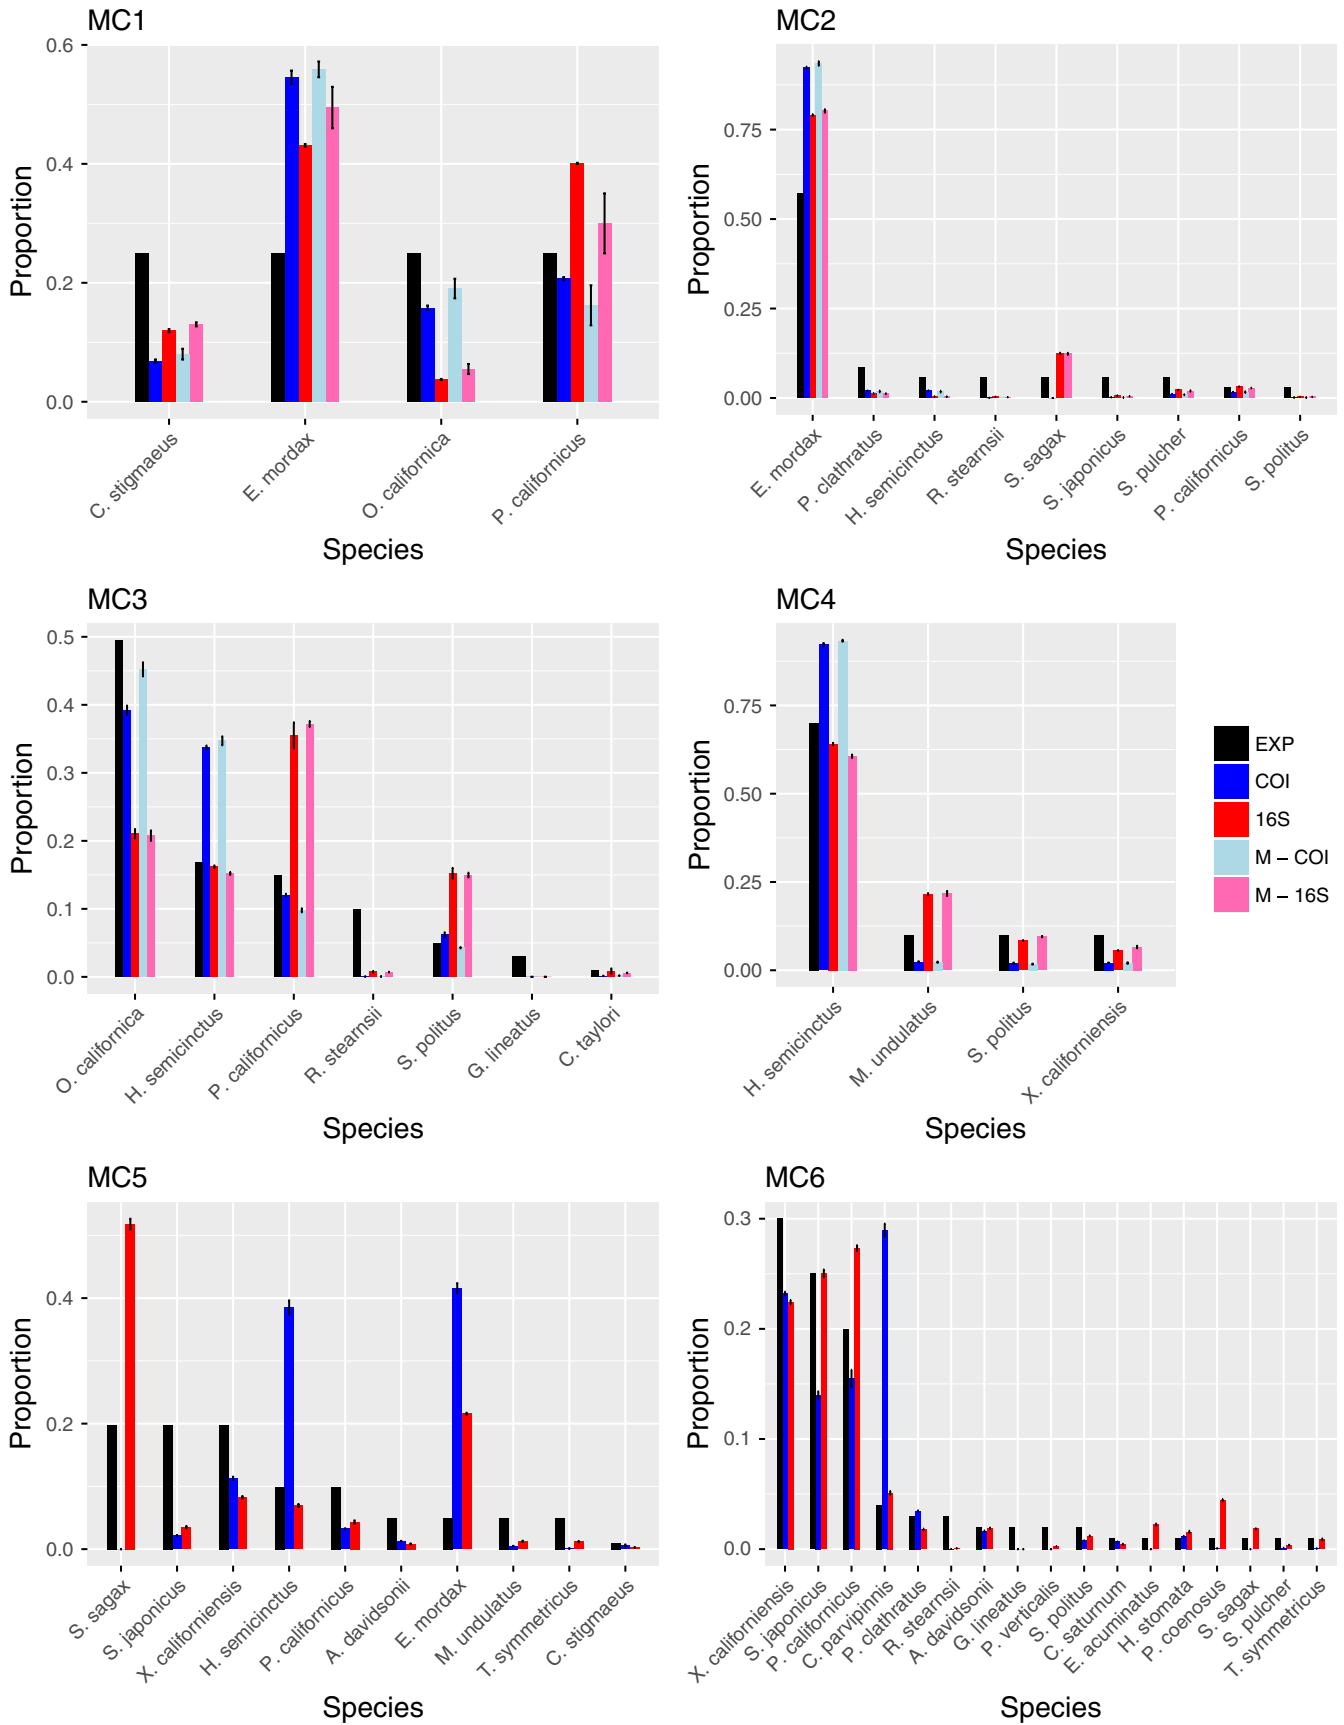 MC1
Proportion
0.6
0.4
0.2
0.0
C. stigmaeus
E. mordax
O. californica
P. californicus
Species
MC2
Proportion
0.75
0.50
0.25
0.00
E. mordax
P. clathratus
H. semicinctus
R. stearnsii
S. sagax
S. japonicus
S. pulcher
P. californicus
S. politus
Species
MC3
Proportion
0.5
0.4
0.3
0.2
0.1
0.0
O. californica
H. semicinctus
P. californicus
R. stearnsii
S. politus
G. lineatus
C. taylori
Species
MC4
Proportion
0.75
0.50
0.25
0.00
H. semicinctus
M. undulatus
S. politus
X. californiensis
Species
EXP
COI
16S
M – COI
M – 16S
MC5
Proportion
0.4
0.2
0.0
S. sagax
S. japonicus
X. californiensis
H. semicinctus
P. californicus
A. davidsonii
E. mordax
M. undulatus
T. symmetricus
C. stigmaeus
Species
MC6
Proportion
0.3
0.2
0.1
0.0
X. californiensis
S. japonicus
P. californicus
C. parvipinnis
P. clathratus
R. stearnsii
A. davidsonii
G. lineatus
P. verticalis
S. politus
C. saturnum
E. acuminatus
H. stomata
P. coenosus
S. sagax
S. pulcher
T. symmetricus
Species